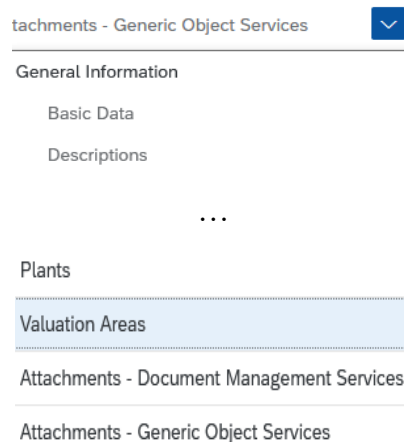 tachments - Generic Object Services
General Information
Basic Data
Descriptions
...
Plants
Valuation Areas
Attachments - Document Management Services
Attachments - Generic Object Services